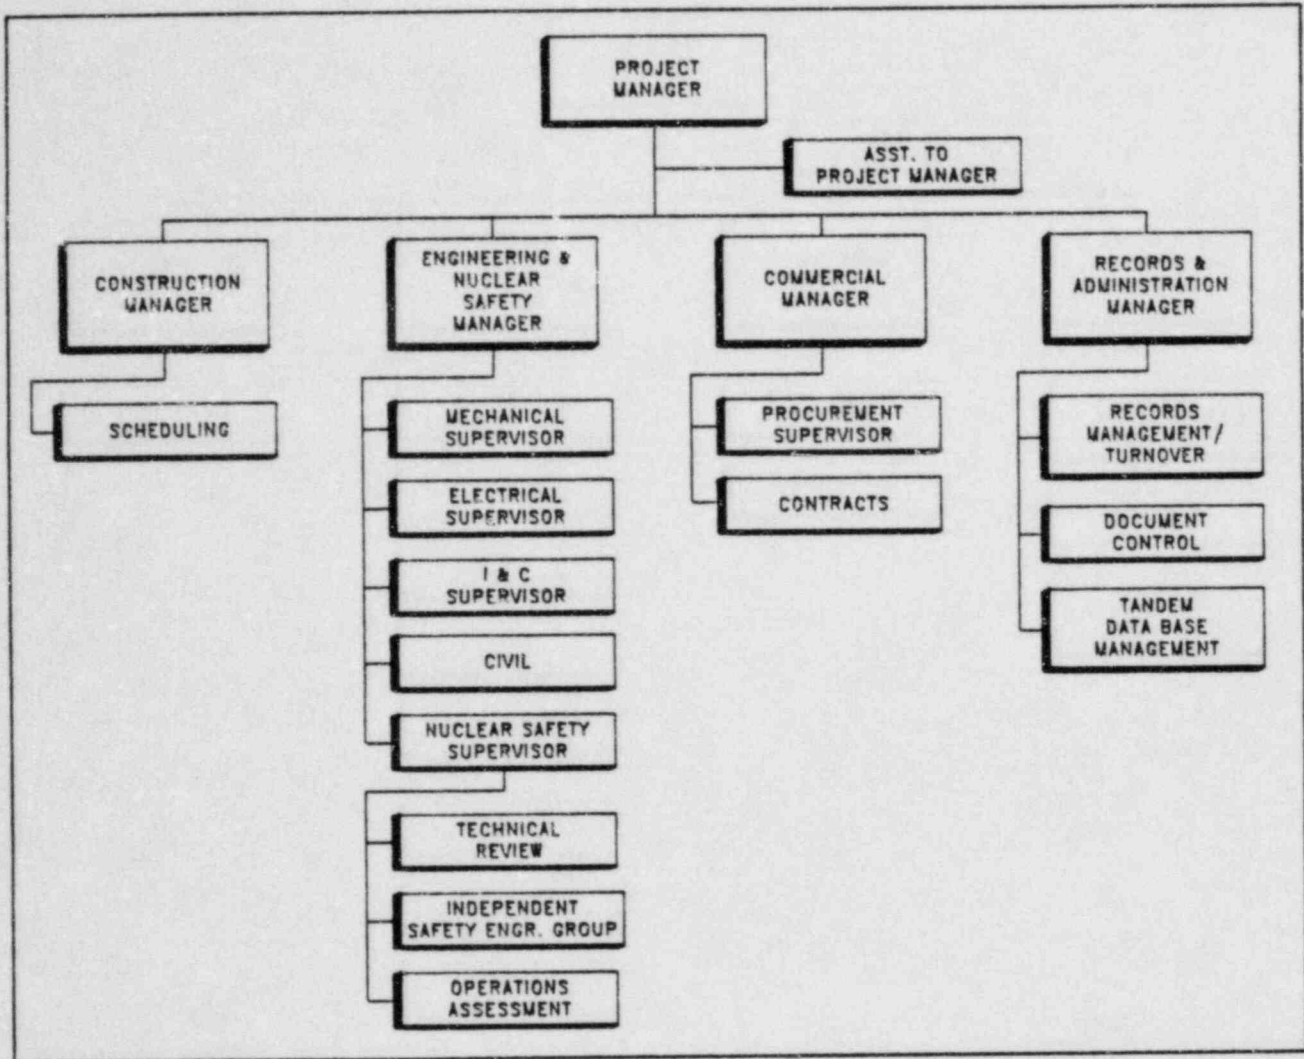 PROJECT
MANAGER
ASST. TO
PROJECT MANAGER
CONSTRUCTION
MANAGER
ENGINEERING &
NUCLEAR
SAFETY
MANAGER
COMMERCIAL
MANAGER
RECORDS &
ADMINISTRATION
MANAGER
SCHEDULING
MECHANICAL
SUPERVISOR
ELECTRICAL
SUPERVISOR
I & C
SUPERVISOR
CIVIL
NUCLEAR SAFETY
SUPERVISOR
TECHNICAL
REVIEW
INDEPENDENT
SAFETY ENGR. GROUP
OPERATIONS
ASSESSMENT
PROCUREMENT
SUPERVISOR
CONTRACTS
RECORDS
MANAGEMENT/
TURNOVER
DOCUMENT
CONTROL
TANDEM
DATA BASE
MANAGEMENT